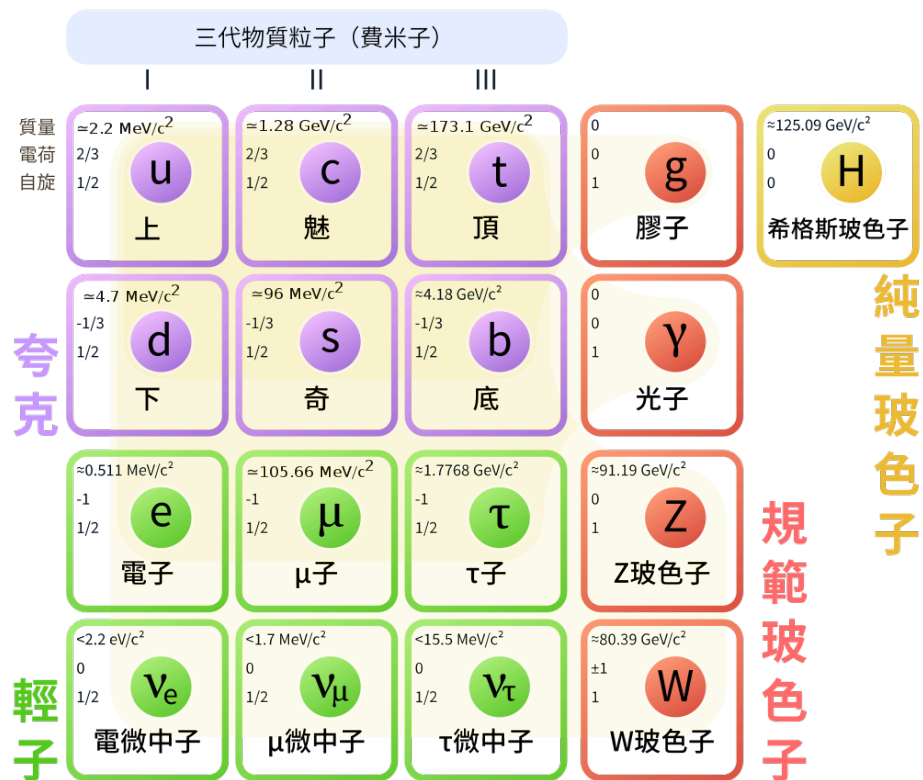 三代物質粒子（費米子）
I II III
質量
電荷
自旋
≃2.2 MeV/c²
2/3
1/2
u
上
≃1.28 GeV/c²
2/3
1/2
c
魅
≃173.1 GeV/c²
2/3
1/2
t
頂
0
0
1
g
膠子
≈125.09 GeV/c²
0
0
H
希格斯玻色子
≃4.7 MeV/c²
-1/3
1/2
d
下
≃96 MeV/c²
-1/3
1/2
s
奇
≈4.18 GeV/c²
-1/3
1/2
b
底
0
0
1
γ
光子
≈0.511 MeV/c²
-1
1/2
e
電子
≃105.66 MeV/c²
-1
1/2
μ
μ子
≈1.7768 GeV/c²
-1
1/2
τ
τ子
≈91.19 GeV/c²
0
1
Z
Z玻色子
<2.2 eV/c²
0
1/2
νe
電微中子
<1.7 MeV/c²
0
1/2
νμ
μ微中子
<15.5 MeV/c²
0
1/2
ντ
τ微中子
≈80.39 GeV/c²
±1
1
W
W玻色子
夸克
輕子
規範玻色子
純量玻色子